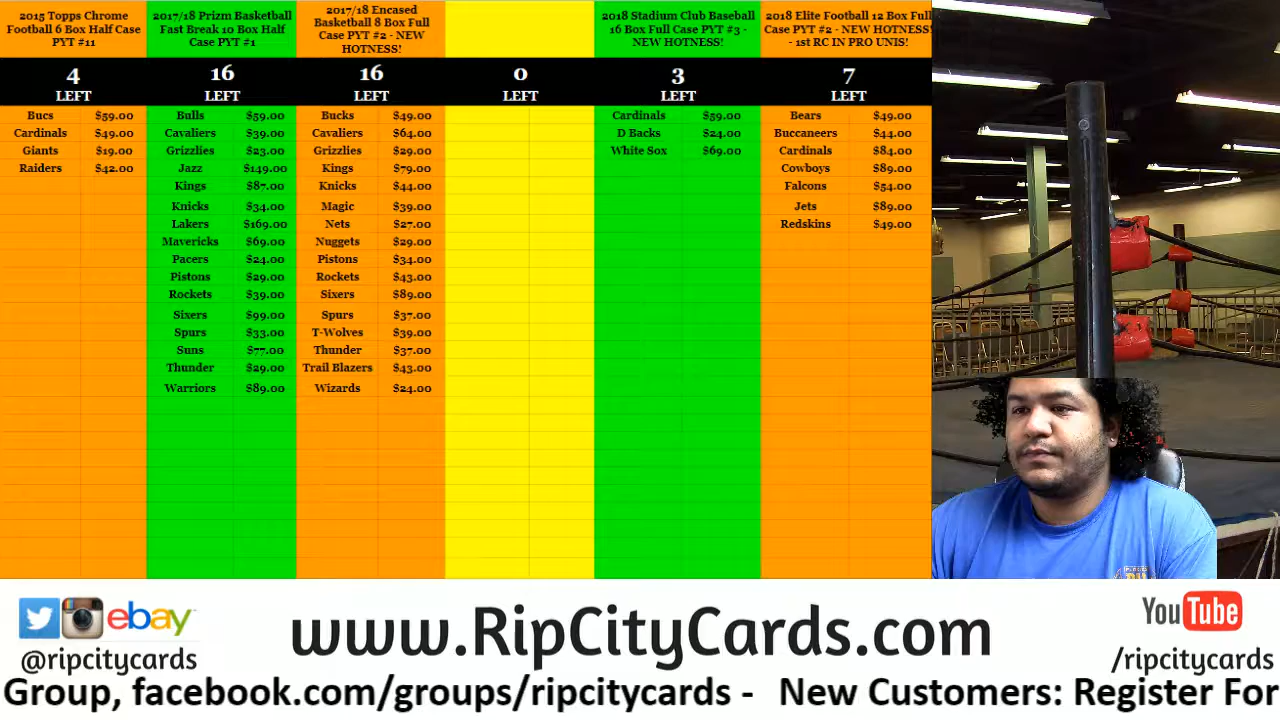 2015 Topps Chrome
Football 6 Box Half Case
PYT #11
4
LEFT
Bucs $59.00
Cardinals $49.00
Giants $19.00
Raiders $42.00
2017/18 Prizm Basketball
Fast Break 10 Box Half
Case PYT #1
16
LEFT
Bulls $59.00
Cavaliers $39.00
Grizzlies $23.00
Jazz $149.00
Kings $87.00
Knicks $34.00
Lakers $169.00
Mavericks $69.00
Pacers $24.00
Pistons $29.00
Rockets $39.00
Sixers $99.00
Spurs $33.00
Suns $77.00
Thunder $29.00
Warriors $89.00
2017/18 Encased
Basketball 8 Box Full
Case PYT #2 - NEW
HOTNESS!
16
LEFT
Bucks $49.00
Cavaliers $64.00
Grizzlies $29.00
Kings $79.00
Knicks $44.00
Magic $39.00
Nets $27.00
Nuggets $29.00
Pistons $34.00
Rockets $43.00
Sixers $89.00
Spurs $37.00
T-Wolves $39.00
Thunder $37.00
Trail Blazers $43.00
Wizards $24.00
0
LEFT
2018 Stadium Club Baseball
16 Box Full Case PYT #3 -
NEW HOTNESS!
3
LEFT
Cardinals $59.00
D Backs $24.00
White Sox $69.00
2018 Elite Football 12 Box Full
Case PYT #2 - NEW HOTNESS!
- 1st RC IN PRO UNIS!
7
LEFT
Bears $49.00
Buccaneers $44.00
Cardinals $84.00
Cowboys $89.00
Falcons $54.00
Jets $89.00
Redskins $49.00
ebay
@ripcitycards
www.RipCityCards.com
YouTube
/ripcitycards
Group, facebook.com/groups/ripcitycards - New Customers: Register For